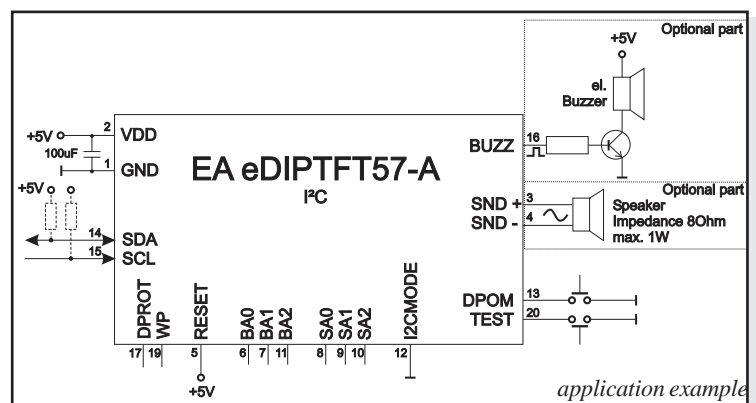 Optional part
+5V
el.
Buzzer
BUZZ
16
Optional part
SND +
3
SND -
4
Speaker
Impedance 8Ohm
max. 1W
EA eDIPTFT57-A
I²C
+5V
2
VDD
100uF
1
GND
+5V
14
SDA
15
SCL
DPOM
13
TEST
20
DPROT
WP
RESET
BA0
BA1
BA2
SA0
SA1
SA2
I2CMODE
17
19
5
6
7
11
8
9
10
12
+5V
application example